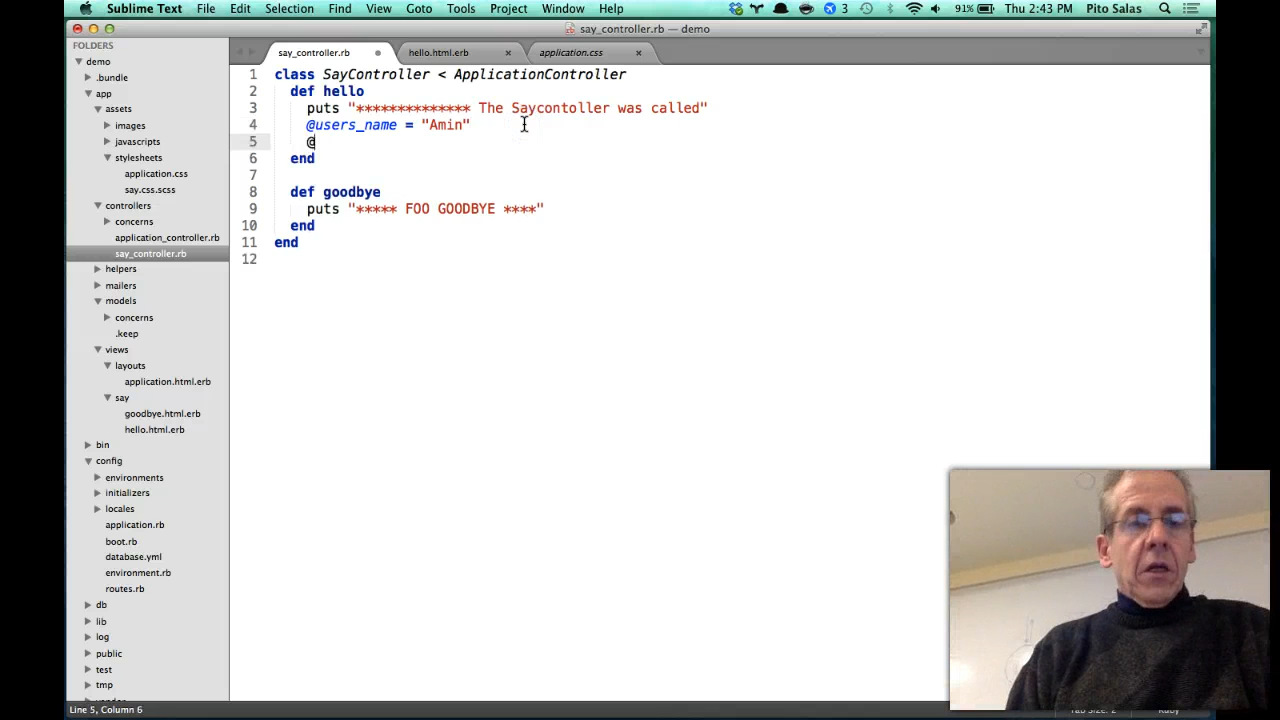 Sublime Text File Edit Selection Find View Goto Tools Project Window Help 3 91% Thu 2:43 PM Pito Salas
say_controller.rb — demo
FOLDERS
demo
.bundle
app
assets
images
javascripts
stylesheets
application.css
say.css.scss
controllers
concerns
application_controller.rb
say_controller.rb
helpers
mailers
models
concerns
.keep
views
layouts
application.html.erb
say
goodbye.html.erb
hello.html.erb
bin
config
environments
initializers
locales
application.rb
boot.rb
database.yml
environment.rb
routes.rb
db
lib
log
public
test
tmp
say_controller.rb hello.html.erb application.css
1 class SayController < ApplicationController
2 def hello
3 puts "************** The Saycontoller was called"
4 @users_name = "Amin"
5 @
6 end
7
8 def goodbye
9 puts "***** FOO GOODBYE ****"
10 end
11 end
12
Line 5, Column 6